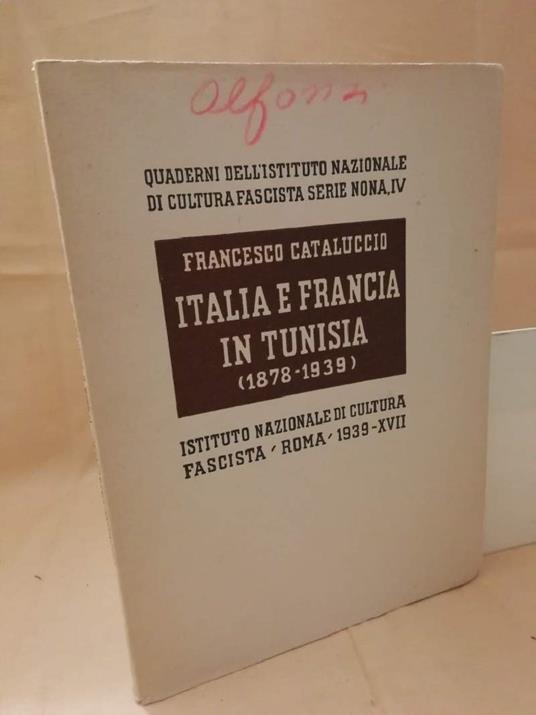 Alfonsi
QUADERNI DELL'ISTITUTO NAZIONALE
DI CULTURA FASCISTA SERIE NONA, IV
FRANCESCO CATALUCCIO
ITALIA E FRANCIA
IN TUNISIA
(1878-1939)
ISTITUTO NAZIONALE DI CULTURA
FASCISTA / ROMA / 1939-XVII